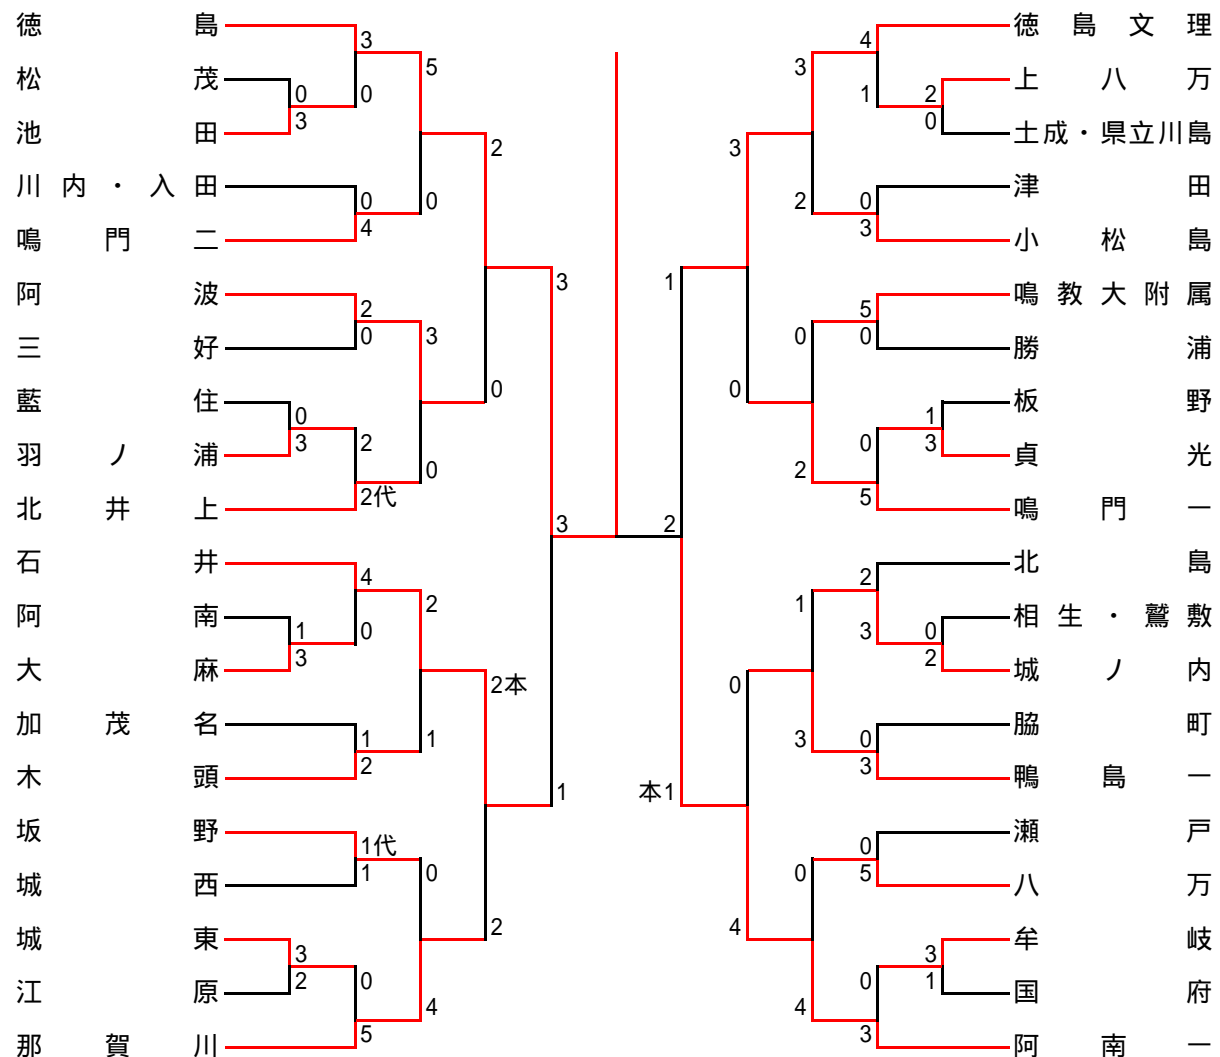 徳島
3
5
松茂
0
0
3
池田
2
川内・入田
0
0
4
鳴門二
3
阿波
2
0
3
三好
0
藍住
0
3
2
羽ノ浦
0
2代
北井上
3
石井
4
2
阿南
1
0
3
大麻
2本
加茂名
1
1
2
木頭
1
坂野
1代
1
0
城西
2
城東
3
2
0
江原
4
5
那賀川
徳島文理
4
3
上八万
2
1
0
土成・県立川島
3
津田
0
2
3
小松島
1
鳴教大附属
5
0
0
勝浦
0
板野
1
3
0
貞光
2
5
鳴門一
2
北島
2
1
相生・鷲敷
0
3
2
城ノ内
0
脇町
0
3
3
鴨島一
本1
瀬戸
0
5
0
八万
4
牟岐
3
1
0
国府
4
3
阿南一